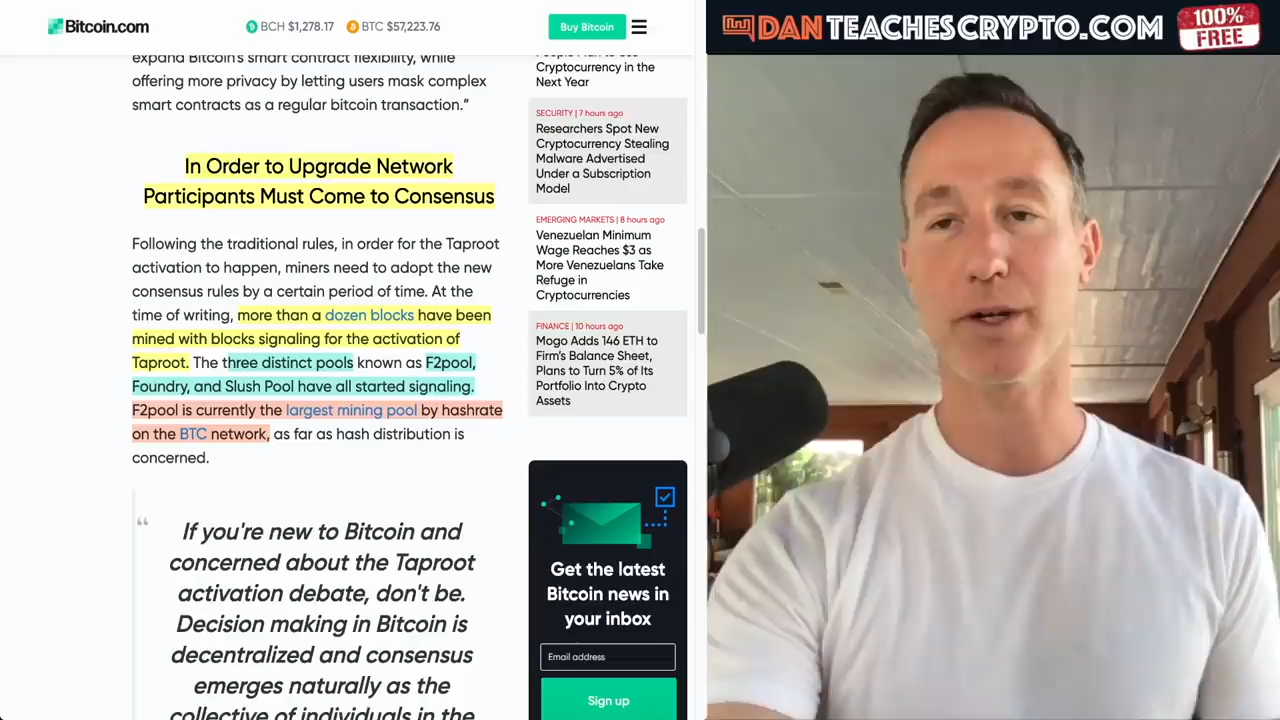 Bitcoin.com
BCH $1,278.17
BTC $57,223.76
Buy Bitcoin
DANTEACHESCRYPTO.COM
100%
FREE
expand Bitcoin's smart contract flexibility, while
offering more privacy by letting users mask complex
smart contracts as a regular bitcoin transaction.”
In Order to Upgrade Network
Participants Must Come to Consensus
Following the traditional rules, in order for the Taproot
activation to happen, miners need to adopt the new
consensus rules by a certain period of time. At the
time of writing, more than a dozen blocks have been
mined with blocks signaling for the activation of
Taproot. The three distinct pools known as F2pool,
Foundry, and Slush Pool have all started signaling.
F2pool is currently the largest mining pool by hashrate
on the BTC network, as far as hash distribution is
concerned.
“
If you're new to Bitcoin and
concerned about the Taproot
activation debate, don't be.
Decision making in Bitcoin is
decentralized and consensus
emerges naturally as the
collective of individuals in the
Cryptocurrency in the
Next Year
SECURITY | 7 hours ago
Researchers Spot New
Cryptocurrency Stealing
Malware Advertised
Under a Subscription
Model
EMERGING MARKETS | 8 hours ago
Venezuelan Minimum
Wage Reaches $3 as
More Venezuelans Take
Refuge in
Cryptocurrencies
FINANCE | 10 hours ago
Mogo Adds 146 ETH to
Firm's Balance Sheet,
Plans to Turn 5% of Its
Portfolio Into Crypto
Assets
Get the latest
Bitcoin news in
your inbox
Email address
Sign up